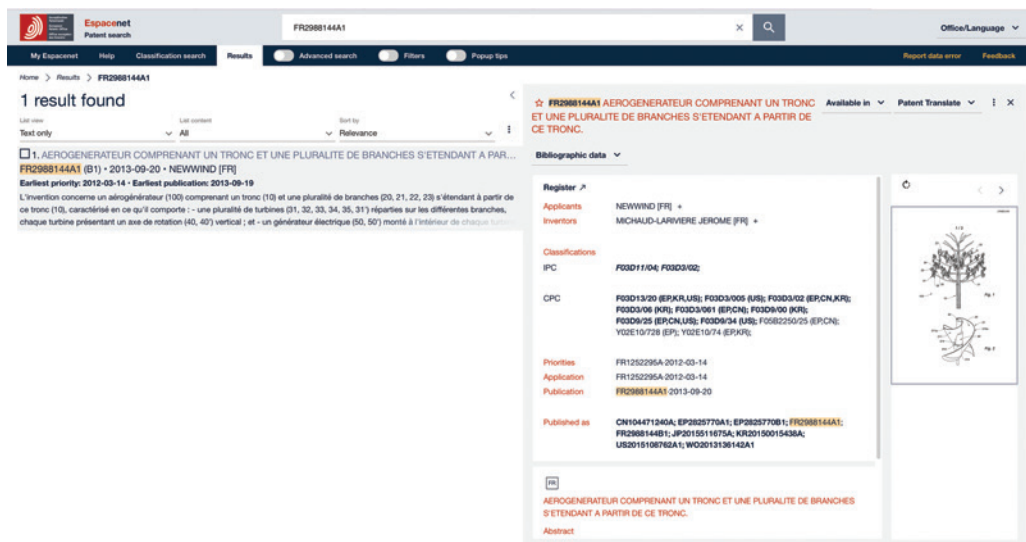 Espacenet
Patent search
FR2988144A1
Office/Language
My Espacenet Help Classification search Results Advanced search Filters Popup tips Report data error Feedback
Home > Results > FR2988144A1
1 result found
List view List content Sort by
Text only All Relevance
1. AEROGENERATEUR COMPRENANT UN TRONC ET UNE PLURALITE DE BRANCHES S'ETENDANT A PAR...
FR2988144A1 (B1) • 2013-09-20 • NEWWIND [FR]
Earliest priority: 2012-03-14 • Earliest publication: 2013-09-19
L'invention concerne un aérogénérateur (100) comprenant un tronc (10) et une pluralité de branches (20, 21, 22, 23) s'étendant à partir de
ce tronc (10), caractérisé en ce qu'il comporte : - une pluralité de turbines (31, 32, 33, 34, 35, 31') réparties sur les différentes branches,
chaque turbine présentant un axe de rotation (40, 40') vertical ; et - un générateur électrique (50, 50') monté à l'intérieur de chaque
FR2988144A1 AEROGENERATEUR COMPRENANT UN TRONC
ET UNE PLURALITE DE BRANCHES S'ETENDANT A PARTIR DE
CE TRONC.
Available in Patent Translate
Bibliographic data
Register
Applicants NEWWIND [FR] +
Inventors MICHAUD-LARIVIERE JEROME [FR] +
Classifications
IPC F03D11/04; F03D3/02;
CPC F03D13/20 (EP,KR,US); F03D3/005 (US); F03D3/02 (EP,CN,KR);
F03D3/06 (KR); F03D3/061 (EP,CN); F03D9/00 (KR);
F03D9/25 (EP,CN,US); F03D9/34 (US); F05B2250/25 (EP,CN);
Y02E10/728 (EP); Y02E10/74 (EP,KR);
Priorities FR1252295A·2012-03-14
Application FR1252295A·2012-03-14
Publication FR2988144A1·2013-09-20
Published as CN104471240A; EP2825770A1; EP2825770B1; FR2988144A1;
FR2988144B1; JP2015511675A; KR20150015438A;
US2015108762A1; WO2013136142A1
FR
AEROGENERATEUR COMPRENANT UN TRONC ET UNE PLURALITE DE BRANCHES
S'ETENDANT A PARTIR DE CE TRONC.
Abstract
1/3
Fig. 1
Fig. 2